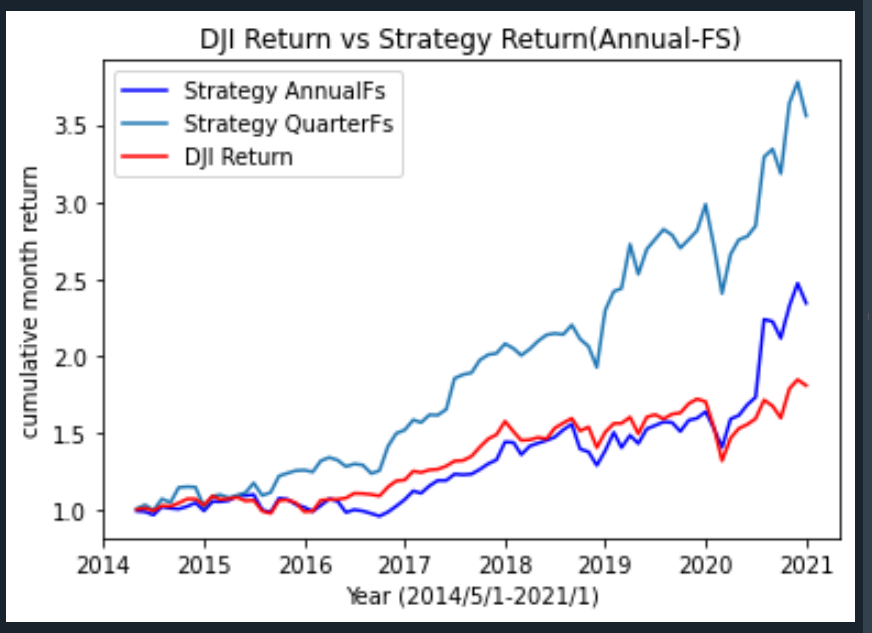 DJI Return vs Strategy Return(Annual-FS)
Strategy AnnualFs
Strategy QuarterFs
DJI Return
cumulative month return
3.5
3.0
2.5
2.0
1.5
1.0
2014 2015 2016 2017 2018 2019 2020 2021
Year (2014/5/1-2021/1)